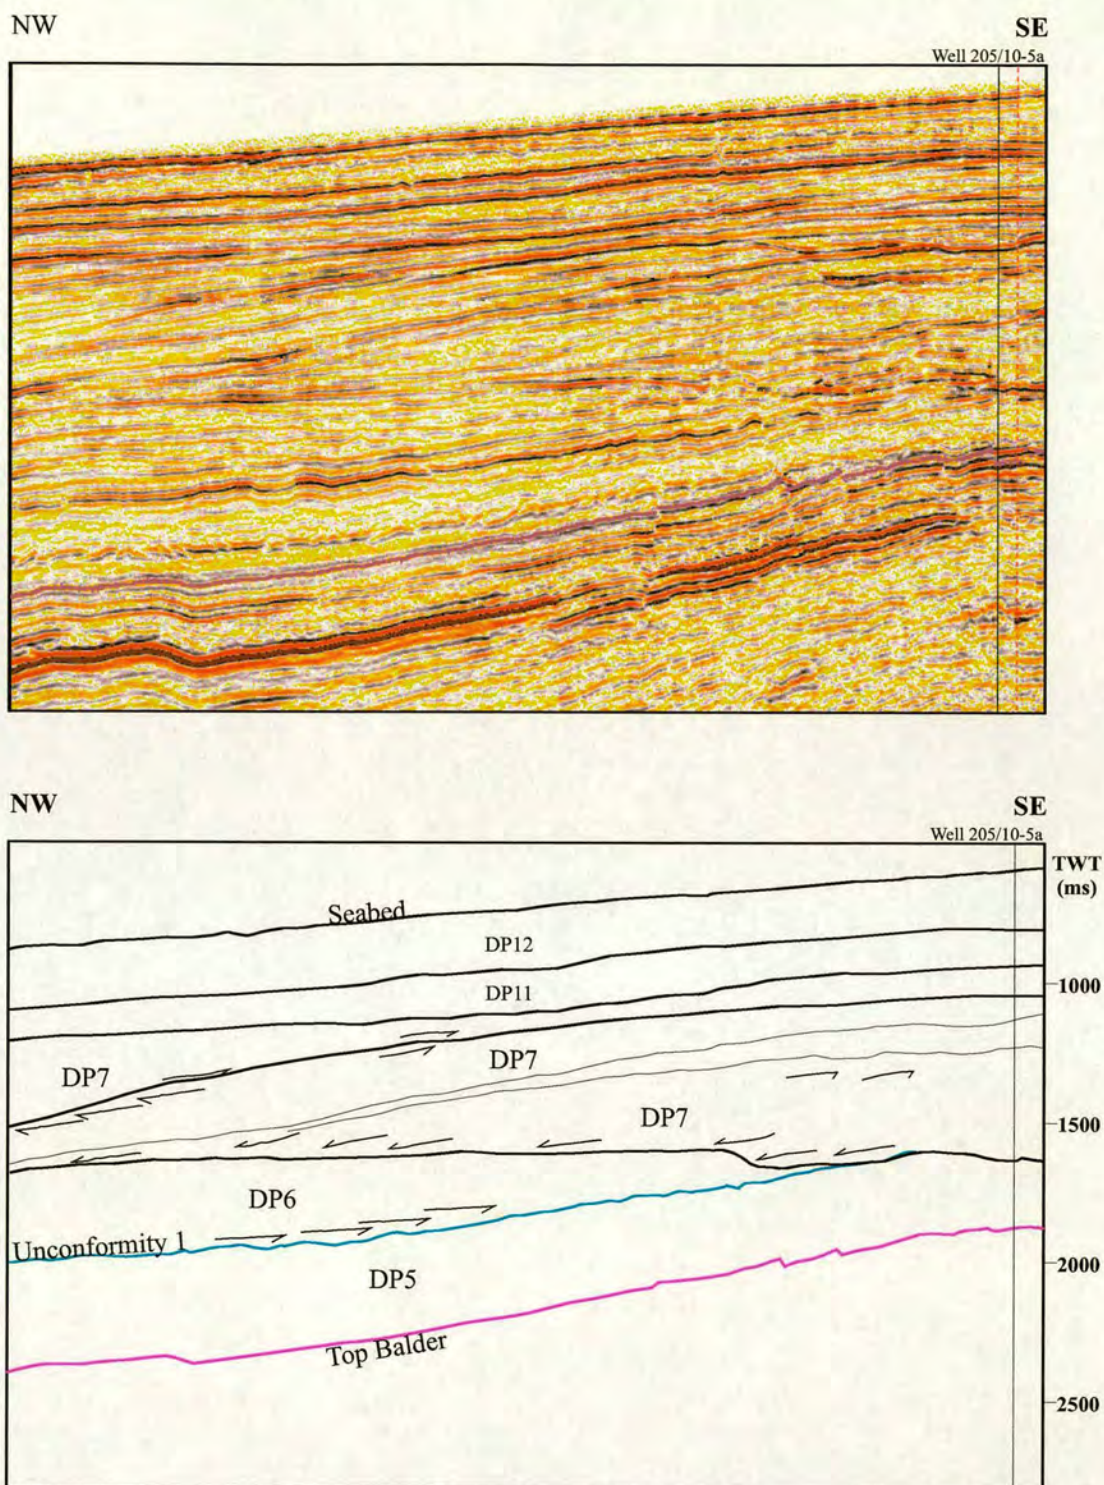 NW
SE
Well 205/10-5a
NW
SE
Well 205/10-5a
TWT
(ms)
Seabed
DP12
DP11
1000
DP7
DP7
DP7
1500
DP6
Unconformity 1
DP5
2000
Top Balder
2500